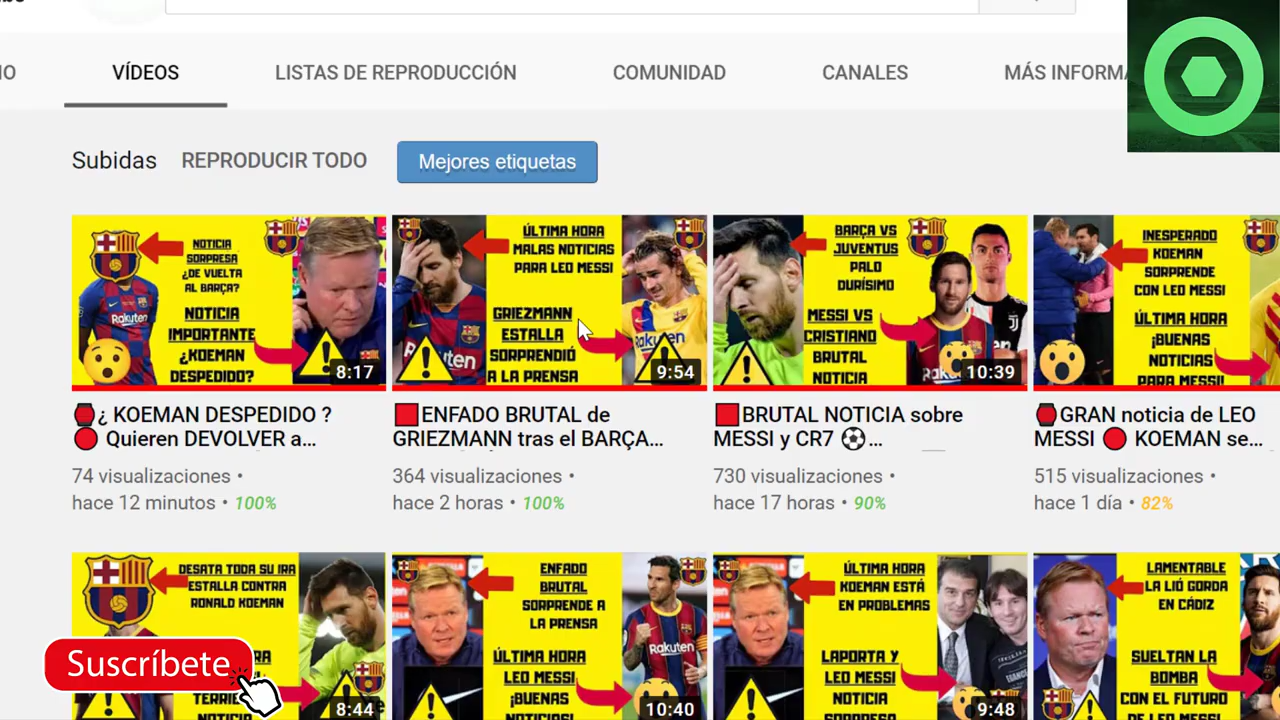 IO
VÍDEOS
LISTAS DE REPRODUCCIÓN
COMUNIDAD
CANALES
MÁS INFORMA
Subidas
REPRODUCIR TODO
Mejores etiquetas
NOTICIA
SORPRESA
¿DE VUELTA
AL BARÇA?
NOTICIA
IMPORTANTE
¿KOEMAN
DESPEDIDO?
Rakuten
8:17
ÚLTIMA HORA
MALAS NOTICIAS
PARA LEO MESSI
GRIEZMANN
ESTALLA
SORPRENDIÓ
A LA PRENSA
9:54
BARÇA VS
JUVENTUS
PALO
DURÍSIMO
MESSI VS
CRISTIANO
BRUTAL
NOTICIA
10:39
INESPERADO
KOEMAN
SORPRENDE
CON LEO MESSI
ÚLTIMA HORA
¡BUENAS
NOTICIAS
PARA MESSI!
¿ KOEMAN DESPEDIDO ?
Quieren DEVOLVER a...
74 visualizaciones •
hace 12 minutos • 100%
ENFADO BRUTAL de
GRIEZMANN tras el BARÇA...
364 visualizaciones •
hace 2 horas • 100%
BRUTAL NOTICIA sobre
MESSI y CR7 ⚽...
730 visualizaciones •
hace 17 horas • 90%
GRAN noticia de LEO
MESSI 🔴 KOEMAN se...
515 visualizaciones •
hace 1 día • 82%
DESATA TODA SU IRA
ESTALLA CONTRA
RONALD KOEMAN
8:44
ENFADO
BRUTAL
SORPRENDE A
LA PRENSA
ÚLTIMA HORA
LEO MESSI
¡BUENAS
NOTICIAS!
Rakuten
10:40
ÚLTIMA HORA
KOEMAN ESTÁ
EN PROBLEMAS
LAPORTA Y
LEO MESSI
NOTICIA
SORPRESA
9:48
LAMENTABLE
LA LIÓ GORDA
EN CÁDIZ
SUELTAN LA
BOMBA
CON EL FUTURO
DE LEO MESSI
Suscríbete